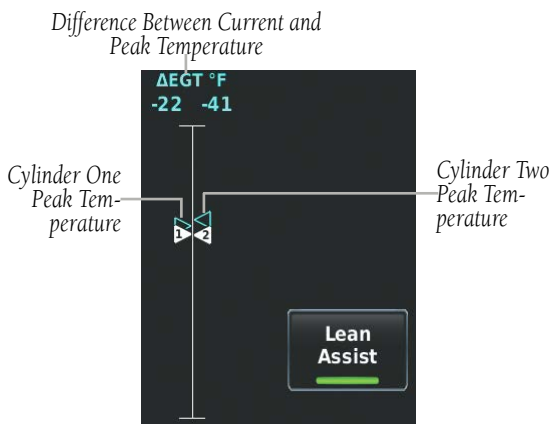 Difference Between Current and
Peak Temperature
ΔEGT °F
-22 -41
Cylinder One
Peak Tem-
perature
Cylinder Two
Peak Tem-
perature
1 2
Lean
Assist